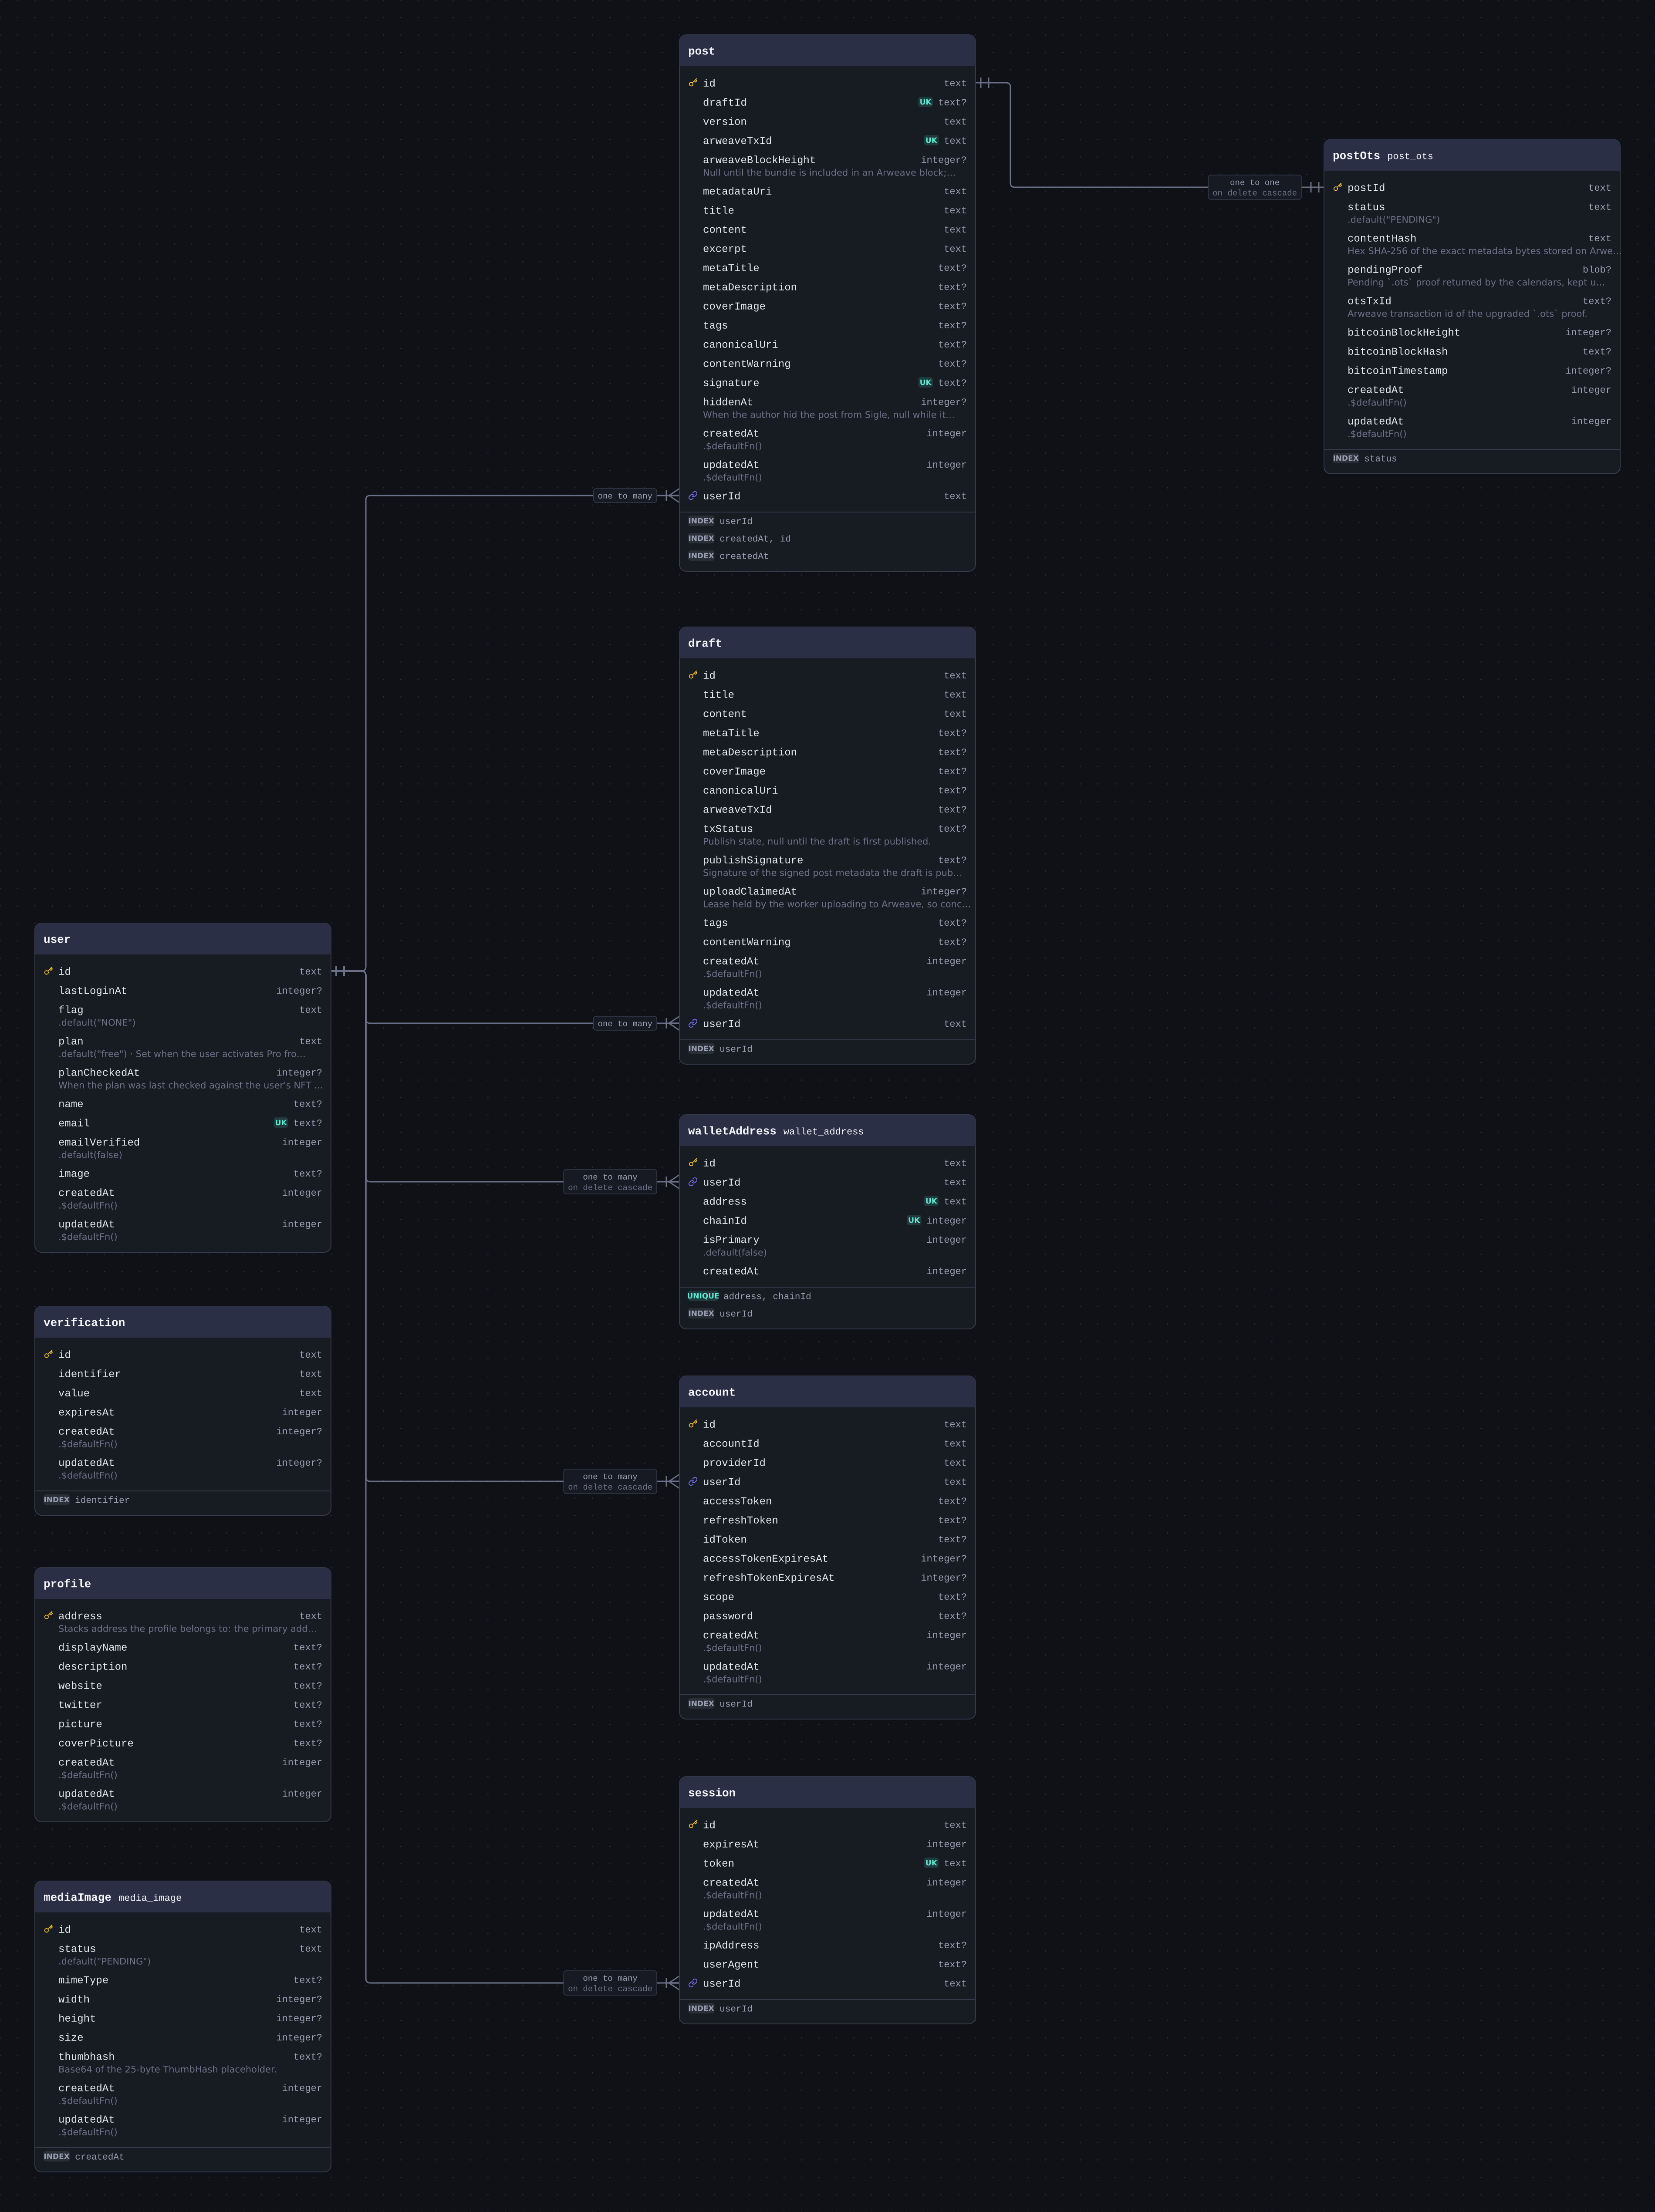 post
id text
draftId UK text?
version text
arweaveTxId UK text
arweaveBlockHeight integer?
Null until the bundle is included in an Arweave block;…
metadataUri text
title text
content text
excerpt text
metaTitle text?
metaDescription text?
coverImage text?
tags text?
canonicalUri text?
contentWarning text?
signature UK text?
hiddenAt integer?
When the author hid the post from Sigle, null while it…
createdAt integer
.$defaultFn()
updatedAt integer
.$defaultFn()
userId text
INDEX userId
INDEX createdAt, id
INDEX createdAt
one to one
on delete cascade
postOts post_ots
postId text
status text
.default("PENDING")
contentHash text
Hex SHA-256 of the exact metadata bytes stored on Arwe…
pendingProof blob?
Pending `.ots` proof returned by the calendars, kept u…
otsTxId text?
Arweave transaction id of the upgraded `.ots` proof.
bitcoinBlockHeight integer?
bitcoinBlockHash text?
bitcoinTimestamp integer?
createdAt integer
.$defaultFn()
updatedAt integer
.$defaultFn()
INDEX status
one to many
draft
id text
title text
content text
metaTitle text?
metaDescription text?
coverImage text?
canonicalUri text?
arweaveTxId text?
txStatus text?
Publish state, null until the draft is first published.
publishSignature text?
Signature of the signed post metadata the draft is pub…
uploadClaimedAt integer?
Lease held by the worker uploading to Arweave, so conc…
tags text?
contentWarning text?
createdAt integer
.$defaultFn()
updatedAt integer
.$defaultFn()
userId text
INDEX userId
one to many
user
id text
lastLoginAt integer?
flag text
.default("NONE")
plan text
.default("free") · Set when the user activates Pro fro…
planCheckedAt integer?
When the plan was last checked against the user's NFT …
name text?
email UK text?
emailVerified integer
.default(false)
image text?
createdAt integer
.$defaultFn()
updatedAt integer
.$defaultFn()
walletAddress wallet_address
id text
userId text
address UK text
chainId UK integer
isPrimary integer
.default(false)
createdAt integer
UNIQUE address, chainId
INDEX userId
one to many
on delete cascade
verification
id text
identifier text
value text
expiresAt integer
createdAt integer?
.$defaultFn()
updatedAt integer?
.$defaultFn()
INDEX identifier
account
id text
accountId text
providerId text
userId text
accessToken text?
refreshToken text?
idToken text?
accessTokenExpiresAt integer?
refreshTokenExpiresAt integer?
scope text?
password text?
createdAt integer
.$defaultFn()
updatedAt integer
.$defaultFn()
INDEX userId
one to many
on delete cascade
profile
address text
Stacks address the profile belongs to: the primary add…
displayName text?
description text?
website text?
twitter text?
picture text?
coverPicture text?
createdAt integer
.$defaultFn()
updatedAt integer
.$defaultFn()
session
id text
expiresAt integer
token UK text
createdAt integer
.$defaultFn()
updatedAt integer
.$defaultFn()
ipAddress text?
userAgent text?
userId text
INDEX userId
one to many
on delete cascade
mediaImage media_image
id text
status text
.default("PENDING")
mimeType text?
width integer?
height integer?
size integer?
thumbhash text?
Base64 of the 25-byte ThumbHash placeholder.
createdAt integer
.$defaultFn()
updatedAt integer
.$defaultFn()
INDEX createdAt